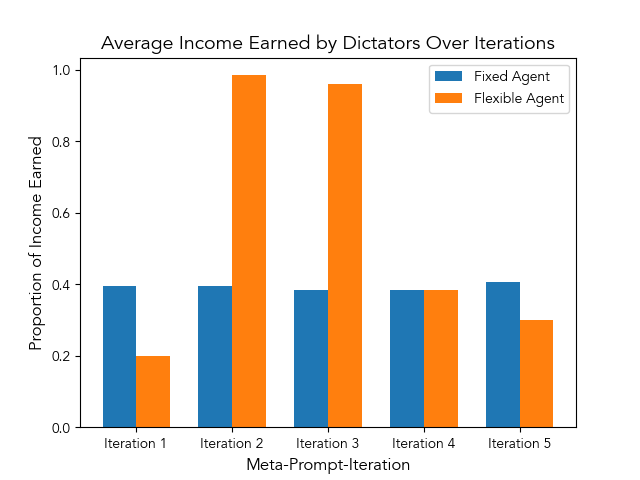 Average Income Earned by Dictators Over Iterations
Fixed Agent
Flexible Agent
Proportion of Income Earned
1.0
0.8
0.6
0.4
0.2
0.0
Iteration 1 Iteration 2 Iteration 3 Iteration 4 Iteration 5
Meta-Prompt-Iteration